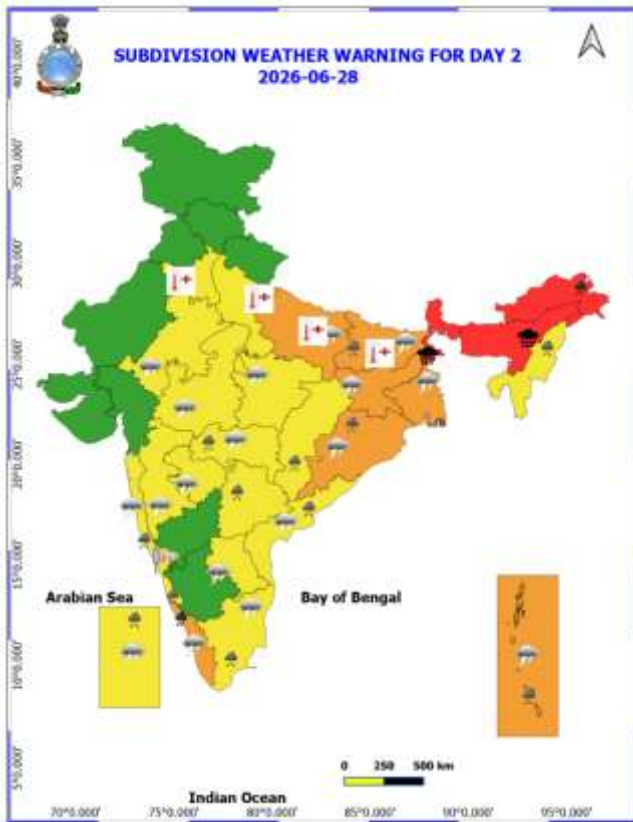 SUBDIVISION WEATHER WARNING FOR DAY 2
2026-06-28
40°0.000'
35°0.000'
30°0.000'
25°0.000'
20°0.000'
15°0.000'
10°0.000'
5°0.000'
Arabian Sea
Bay of Bengal
0 250 500 km
Indian Ocean
70°0.000' 75°0.000' 80°0.000' 85°0.000' 90°0.000' 95°0.000'